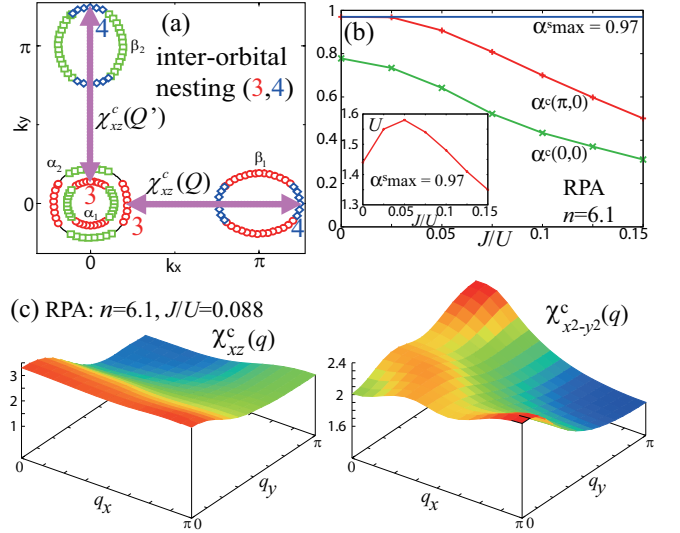 (a)
4
β₂
π
inter-orbital
nesting (3,4)
χᶜxz(Q')
ky
α₂
3
α₁
3
χᶜxz(Q)
β₁
4
0
0
kx
π
(b)
1
0.8
0.6
0.4
0.2
0
αˢmax = 0.97
αᶜ(π,0)
αᶜ(0,0)
RPA
n=6.1
1.6
1.5
1.4
1.3
U
αˢmax = 0.97
0
0.05
0.1
0.15
J/U
0
0.05
0.1
0.15
J/U
(c) RPA: n=6.1, J/U=0.088
χᶜxz(q)
3
2
1
0
qx
π
0
qy
π
χᶜx²-y²(q)
2.4
2
1.6
0
qx
π
0
qy
π